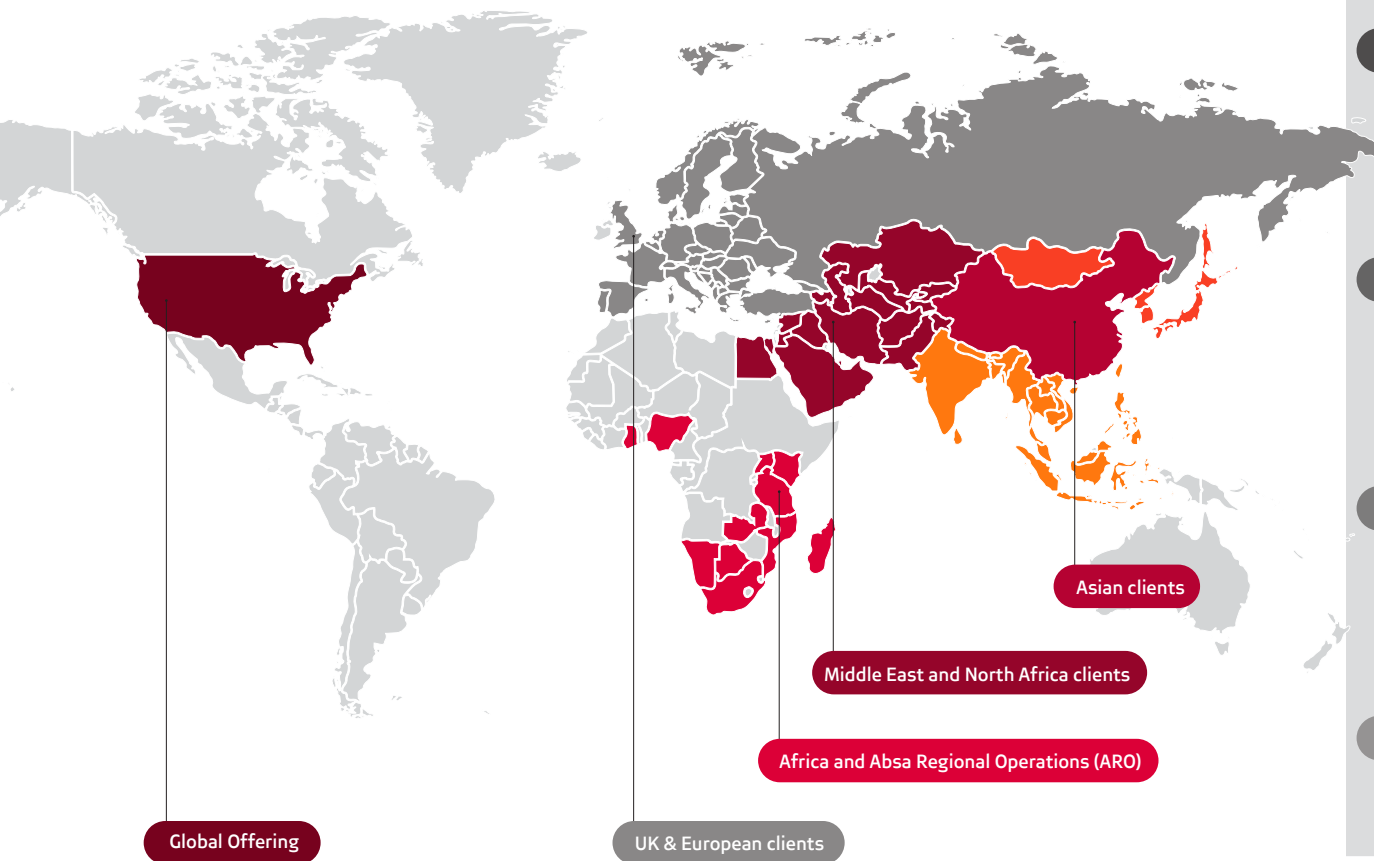 Asian clients
Middle East and North Africa clients
Africa and Absa Regional Operations (ARO)
Global Offering
UK & European clients